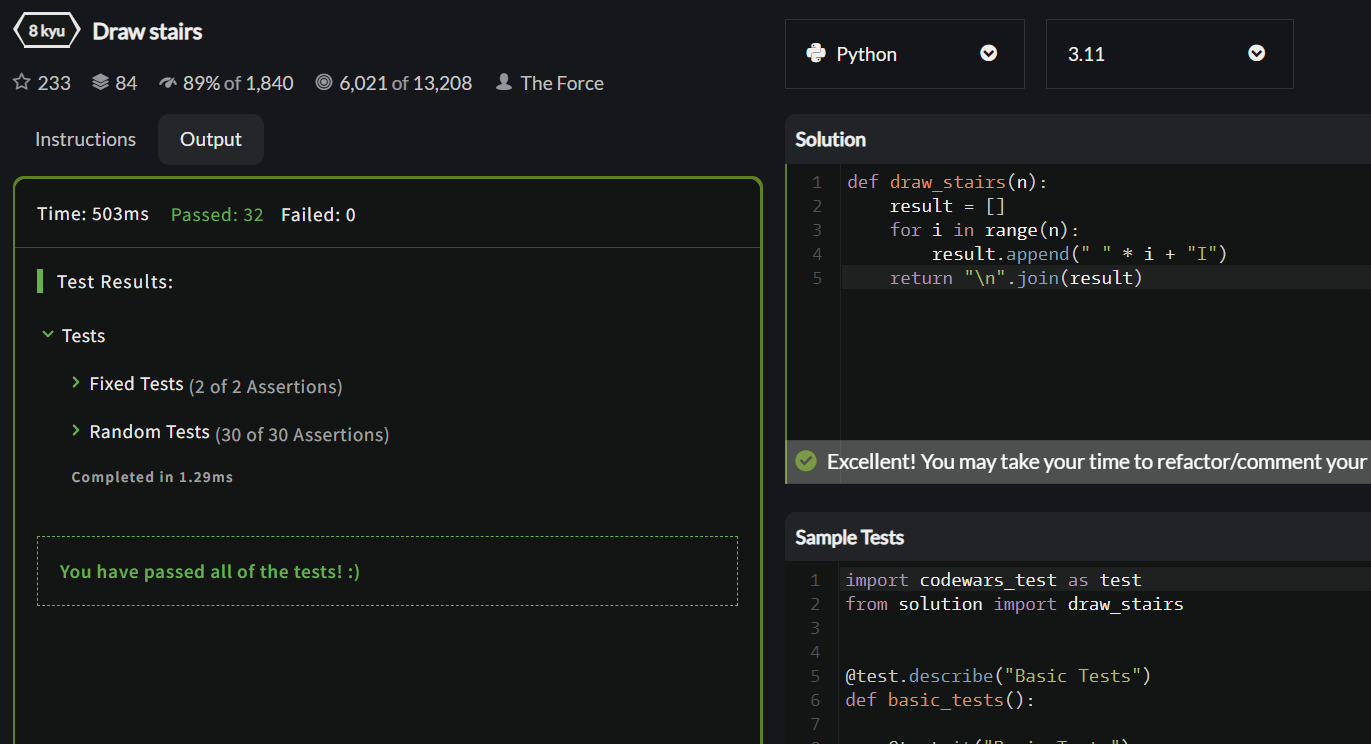 8 kyu Draw stairs
233 84 89% of 1,840 6,021 of 13,208 The Force
Instructions Output
Time: 503ms Passed: 32 Failed: 0
Test Results:
Tests
Fixed Tests (2 of 2 Assertions)
Random Tests (30 of 30 Assertions)
Completed in 1.29ms
You have passed all of the tests! :)
Python 3.11
Solution
1 def draw_stairs(n):
2 result = []
3 for i in range(n):
4 result.append(" " * i + "I")
5 return "\n".join(result)
Excellent! You may take your time to refactor/comment your
Sample Tests
1 import codewars_test as test
2 from solution import draw_stairs
3
4
5 @test.describe("Basic Tests")
6 def basic_tests():
7